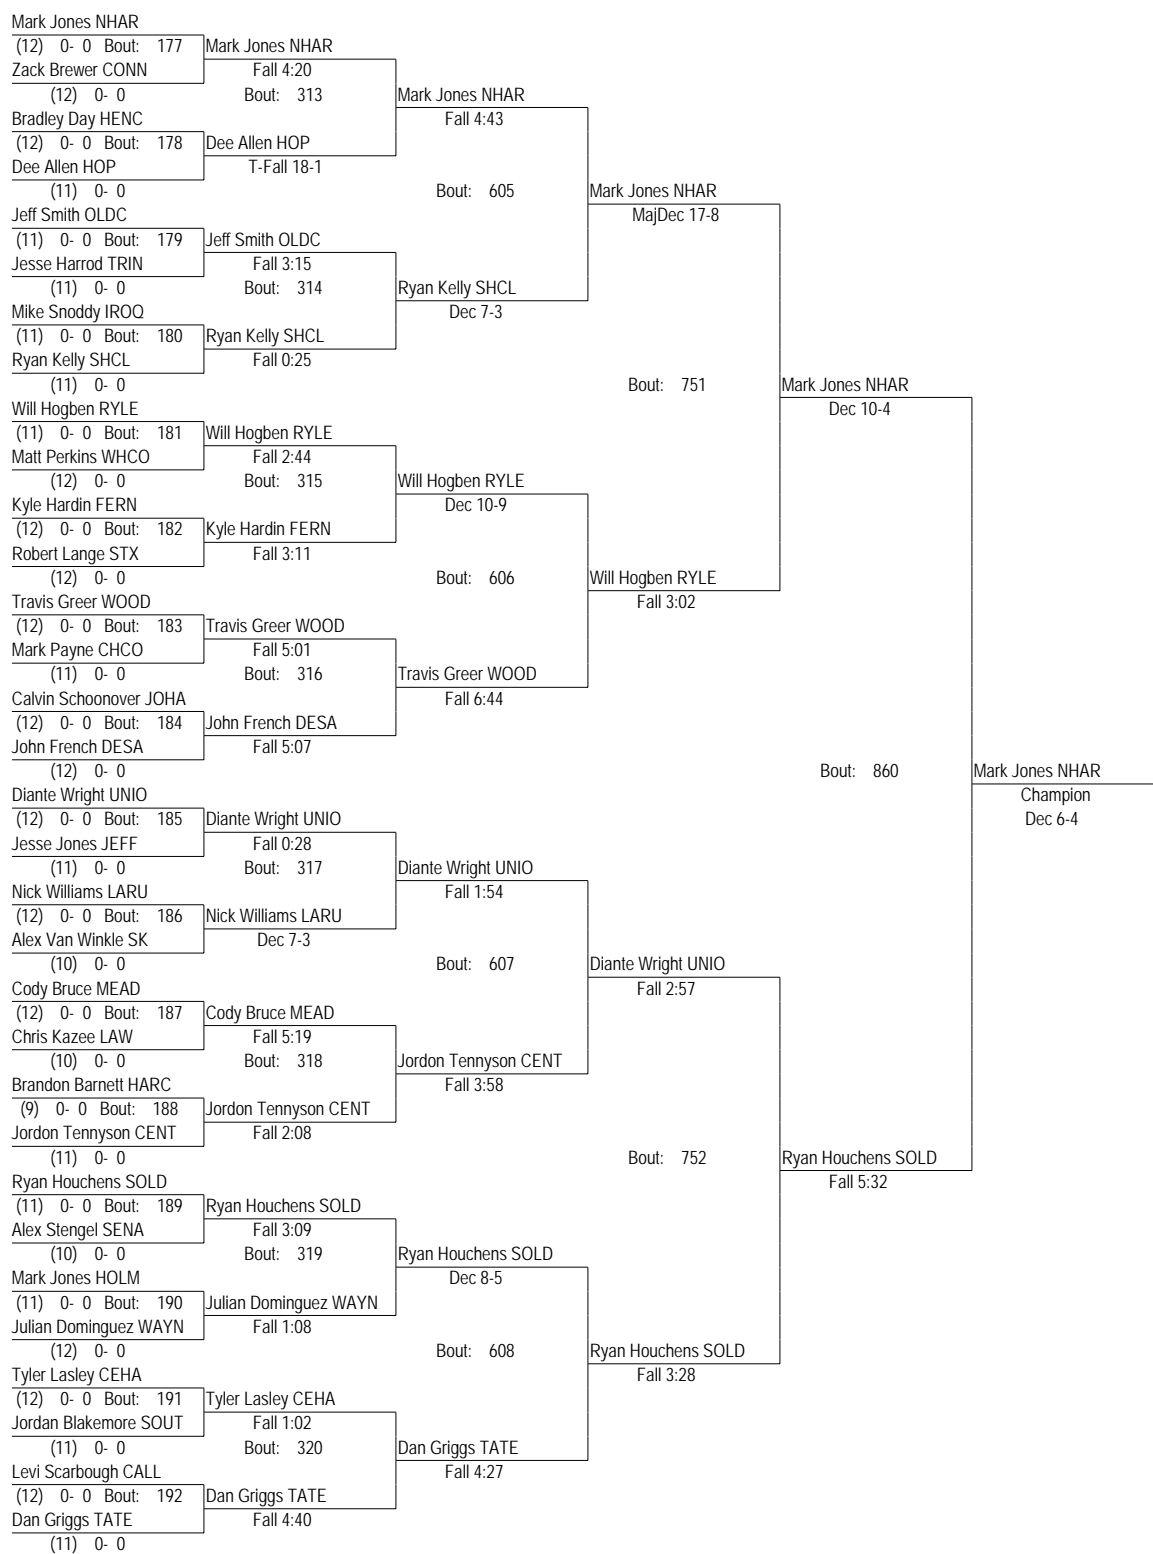 Mark Jones NHAR
(12) 0- 0 Bout: 177 Mark Jones NHAR
Zack Brewer CONN Fall 4:20
(12) 0- 0 Bout: 313 Mark Jones NHAR
Bradley Day HENC Fall 4:43
(12) 0- 0 Bout: 178 Dee Allen HOP
Dee Allen HOP T-Fall 18-1
(11) 0- 0 Bout: 605 Mark Jones NHAR
Jeff Smith OLDC MajDec 17-8
(11) 0- 0 Bout: 179 Jeff Smith OLDC
Jesse Harrod TRIN Fall 3:15
(11) 0- 0 Bout: 314 Ryan Kelly SHCL
Mike Snoddy IROQ Dec 7-3
(11) 0- 0 Bout: 180 Ryan Kelly SHCL
Ryan Kelly SHCL Fall 0:25
(11) 0- 0 Bout: 751 Mark Jones NHAR
Will Hogben RYLE Dec 10-4
(11) 0- 0 Bout: 181 Will Hogben RYLE
Matt Perkins WHCO Fall 2:44
(12) 0- 0 Bout: 315 Will Hogben RYLE
Kyle Hardin FERN Dec 10-9
(12) 0- 0 Bout: 182 Kyle Hardin FERN
Robert Lange STX Fall 3:11
(12) 0- 0 Bout: 606 Will Hogben RYLE
Travis Greer WOOD Fall 3:02
(12) 0- 0 Bout: 183 Travis Greer WOOD
Mark Payne CHCO Fall 5:01
(11) 0- 0 Bout: 316 Travis Greer WOOD
Calvin Schoonover JOHA Fall 6:44
(12) 0- 0 Bout: 184 John French DESA
John French DESA Fall 5:07
(12) 0- 0 Bout: 860 Mark Jones NHAR
Diante Wright UNIO Champion
(12) 0- 0 Bout: 185 Diante Wright UNIO Dec 6-4
Jesse Jones JEFF Fall 0:28
(11) 0- 0 Bout: 317 Diante Wright UNIO
Nick Williams LARU Fall 1:54
(12) 0- 0 Bout: 186 Nick Williams LARU
Alex Van Winkle SK Dec 7-3
(10) 0- 0 Bout: 607 Diante Wright UNIO
Cody Bruce MEAD Fall 2:57
(12) 0- 0 Bout: 187 Cody Bruce MEAD
Chris Kazee LAW Fall 5:19
(10) 0- 0 Bout: 318 Jordon Tennyson CENT
Brandon Barnett HARC Fall 3:58
(9) 0- 0 Bout: 188 Jordon Tennyson CENT
Jordon Tennyson CENT Fall 2:08
(11) 0- 0 Bout: 752 Ryan Houchens SOLD
Ryan Houchens SOLD Fall 5:32
(11) 0- 0 Bout: 189 Ryan Houchens SOLD
Alex Stengel SENA Fall 3:09
(10) 0- 0 Bout: 319 Ryan Houchens SOLD
Mark Jones HOLM Dec 8-5
(11) 0- 0 Bout: 190 Julian Dominguez WAYN
Julian Dominguez WAYN Fall 1:08
(12) 0- 0 Bout: 608 Ryan Houchens SOLD
Tyler Lasley CEHA Fall 3:28
(12) 0- 0 Bout: 191 Tyler Lasley CEHA
Jordan Blakemore SOUT Fall 1:02
(11) 0- 0 Bout: 320 Dan Griggs TATE
Levi Scarbough CALL Fall 4:27
(12) 0- 0 Bout: 192 Dan Griggs TATE
Dan Griggs TATE Fall 4:40
(11) 0- 0